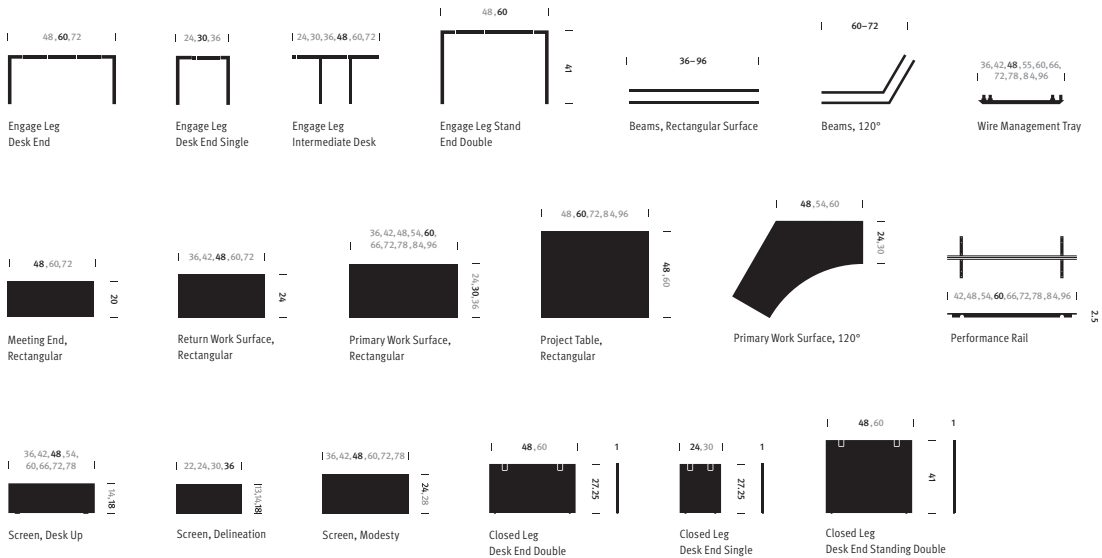 48,60,72
24,30,36
24,30,36,48,60,72
48,60
41
36–96
60–72
36,42,48,55,60,66,
72,78,84,96
Engage Leg
Desk End
Engage Leg
Desk End Single
Engage Leg
Intermediate Desk
Engage Leg Stand
End Double
Beams, Rectangular Surface
Beams, 120°
Wire Management Tray
48,60,72
20
36,42,48,60,72
24
36,42,48,54,60,
66,72,78,84,96
24,30,36
48,60,72,84,96
48,60
48,54,60
24,30
42,48,54,60,66,72,78,84,96
2.5
Meeting End,
Rectangular
Return Work Surface,
Rectangular
Primary Work Surface,
Rectangular
Project Table,
Rectangular
Primary Work Surface, 120°
Performance Rail
36,42,48,54,
60,66,72,78
14,18
22,24,30,36
13,14,18
36,42,48,60,72,78
24,28
48,60
1
27.25
24,30
1
27.25
48,60
1
41
Screen, Desk Up
Screen, Delineation
Screen, Modesty
Closed Leg
Desk End Double
Closed Leg
Desk End Single
Closed Leg
Desk End Standing Double